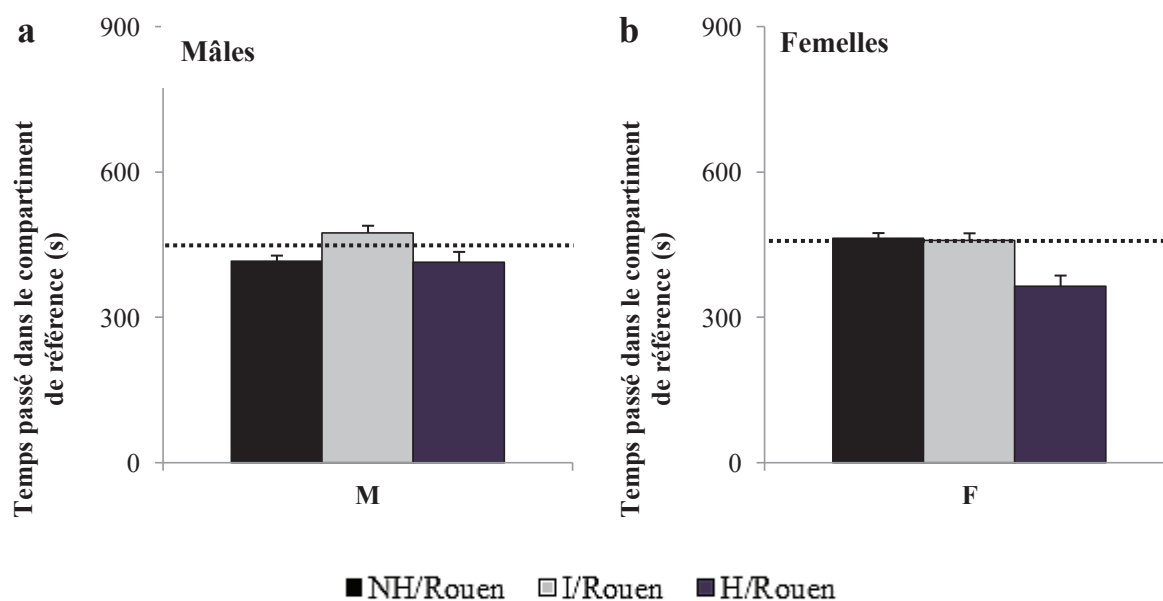 a
Mâles
Temps passé dans le compartiment
de référence (s)
900
600
300
0
M
b
Femelles
Temps passé dans le compartiment
de référence (s)
900
600
300
0
F
NH/Rouen I/Rouen H/Rouen